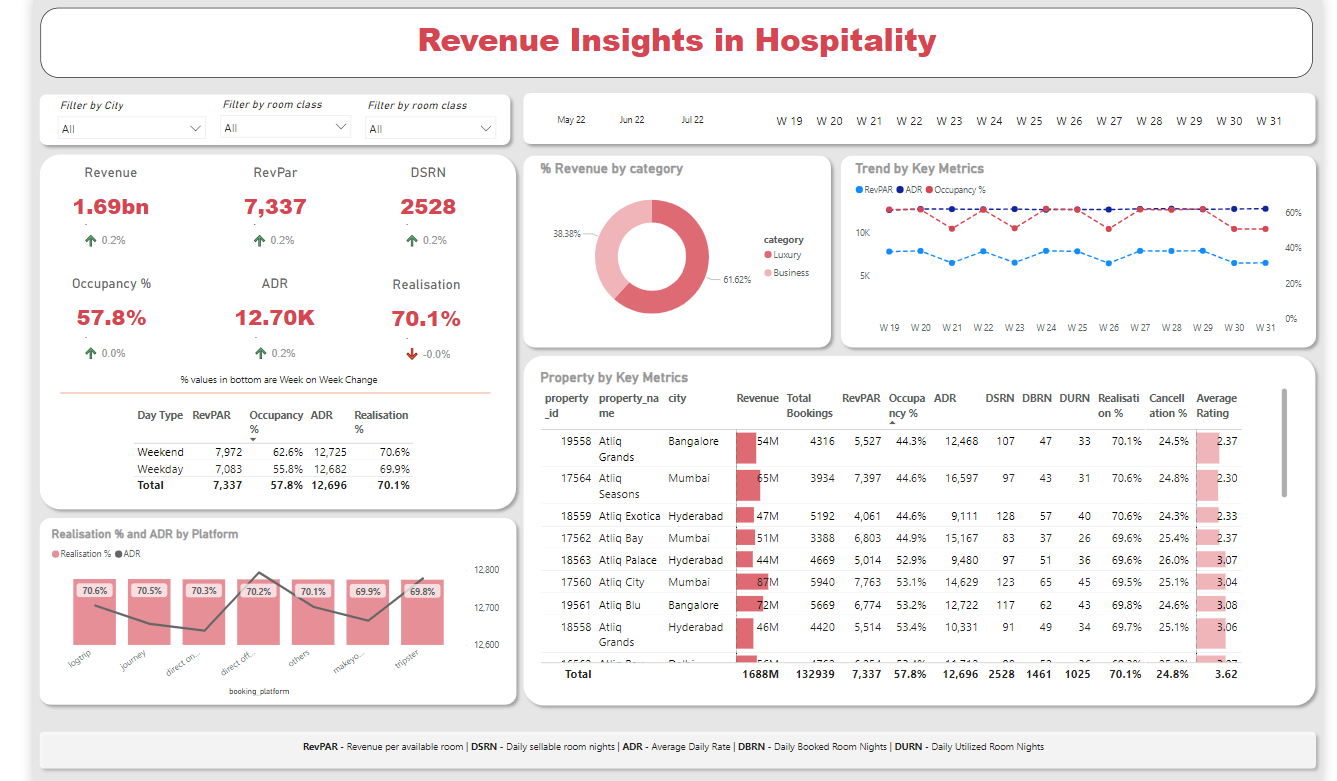 Revenue Insights in Hospitality
Filter by City
Filter by room class
Filter by room class
All
All
All
May 22 Jun 22 Jul 22
W 19 W 20 W 21 W 22 W 23 W 24 W 25 W 26 W 27 W 28 W 29 W 30 W 31
Revenue RevPar DSRN
1.69bn 7,337 2528
0.2% 0.2% 0.2%
Occupancy % ADR Realisation
57.8% 12.70K 70.1%
0.0% 0.2% -0.0%
% values in bottom are Week on Week Change
Day Type RevPAR Occupancy % ADR Realisation %
Weekend 7,972 62.6% 12,725 70.6%
Weekday 7,083 55.8% 12,682 69.9%
Total 7,337 57.8% 12,696 70.1%
% Revenue by category
38.38%
61.62%
category
Luxury
Business
Trend by Key Metrics
RevPAR ADR Occupancy %
10K
5K
60%
40%
20%
0%
W 19 W 20 W 21 W 22 W 23 W 24 W 25 W 26 W 27 W 28 W 29 W 30 W 31
Realisation % and ADR by Platform
Realisation % ADR
70.6% 70.5% 70.3% 70.2% 70.1% 69.9% 69.8%
12,800
12,700
12,600
logtrip journey direct on... direct off... others makeyo... tripster
booking_platform
Property by Key Metrics
property_id property_name city Revenue Total Bookings RevPAR Occupancy % ADR DSRN DBRN DURN Realisation % Cancellation % Average Rating
19558 Atliq Grands Bangalore 54M 4316 5,527 44.3% 12,468 107 47 33 70.1% 24.5% 2.37
17564 Atliq Seasons Mumbai 65M 3934 7,397 44.6% 16,597 97 43 31 70.6% 24.8% 2.30
18559 Atliq Exotica Hyderabad 47M 5192 4,061 44.6% 9,111 128 57 40 70.6% 24.3% 2.33
17562 Atliq Bay Mumbai 51M 3388 6,803 44.9% 15,167 83 37 26 69.6% 25.4% 2.37
18563 Atliq Palace Hyderabad 44M 4669 5,014 52.9% 9,480 97 51 36 69.6% 26.0% 3.07
17560 Atliq City Mumbai 87M 5940 7,763 53.1% 14,629 123 65 45 69.5% 25.1% 3.04
19561 Atliq Blu Bangalore 72M 5669 6,774 53.2% 12,722 117 62 43 69.8% 24.6% 3.08
18558 Atliq Grands Hyderabad 46M 4420 5,514 53.4% 10,331 91 49 34 69.7% 25.1% 3.06
Total 1688M 132939 7,337 57.8% 12,696 2528 1461 1025 70.1% 24.8% 3.62
RevPAR - Revenue per available room | DSRN - Daily sellable room nights | ADR - Average Daily Rate | DBRN - Daily Booked Room Nights | DURN - Daily Utilized Room Nights